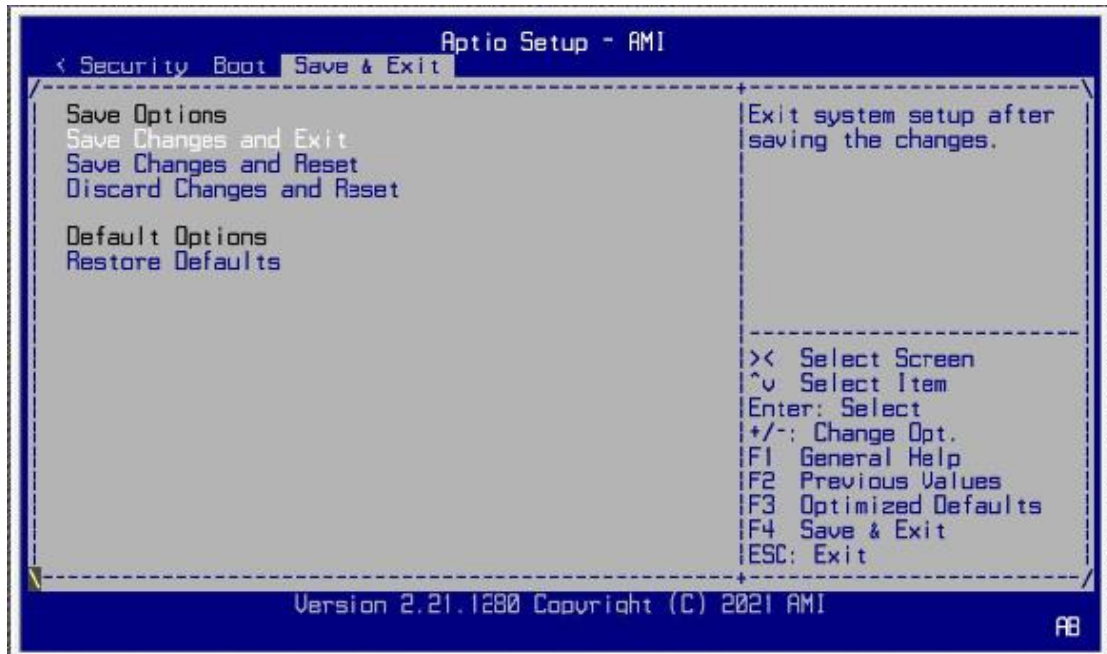 Aptio Setup - AMI
< Security Boot Save & Exit
Save Options
Save Changes and Exit
Save Changes and Reset
Discard Changes and Reset
Default Options
Restore Defaults
Exit system setup after
saving the changes.
>< Select Screen
^v Select Item
Enter: Select
+/-: Change Opt.
F1 General Help
F2 Previous Values
F3 Optimized Defaults
F4 Save & Exit
ESC: Exit
Version 2.21.1280 Copyright (C) 2021 AMI
AB